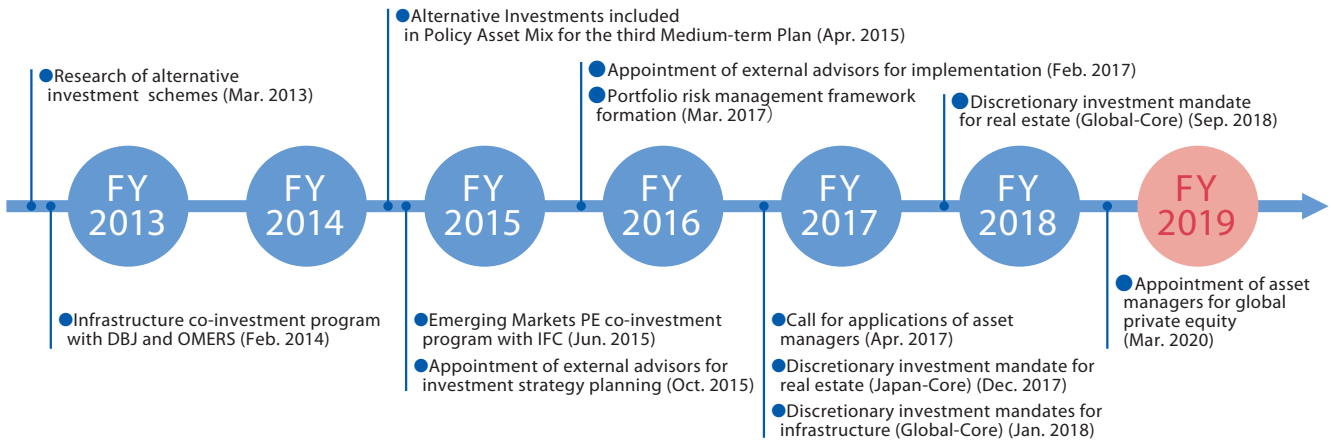 ●Alternative Investments included
in Policy Asset Mix for the third Medium-term Plan (Apr. 2015)
●Research of alternative
investment schemes (Mar. 2013)
●Appointment of external advisors for implementation (Feb. 2017)
●Portfolio risk management framework
formation (Mar. 2017)
●Discretionary investment mandate
for real estate (Global-Core) (Sep. 2018)
FY
2013
FY
2014
FY
2015
FY
2016
FY
2017
FY
2018
FY
2019
●Infrastructure co-investment program
with DBJ and OMERS (Feb. 2014)
●Emerging Markets PE co-investment
program with IFC (Jun. 2015)
●Appointment of external advisors for
investment strategy planning (Oct. 2015)
●Call for applications of asset
managers (Apr. 2017)
●Discretionary investment mandate for
real estate (Japan-Core) (Dec. 2017)
●Discretionary investment mandates for
infrastructure (Global-Core) (Jan. 2018)
●Appointment of asset
managers for global
private equity
(Mar. 2020)